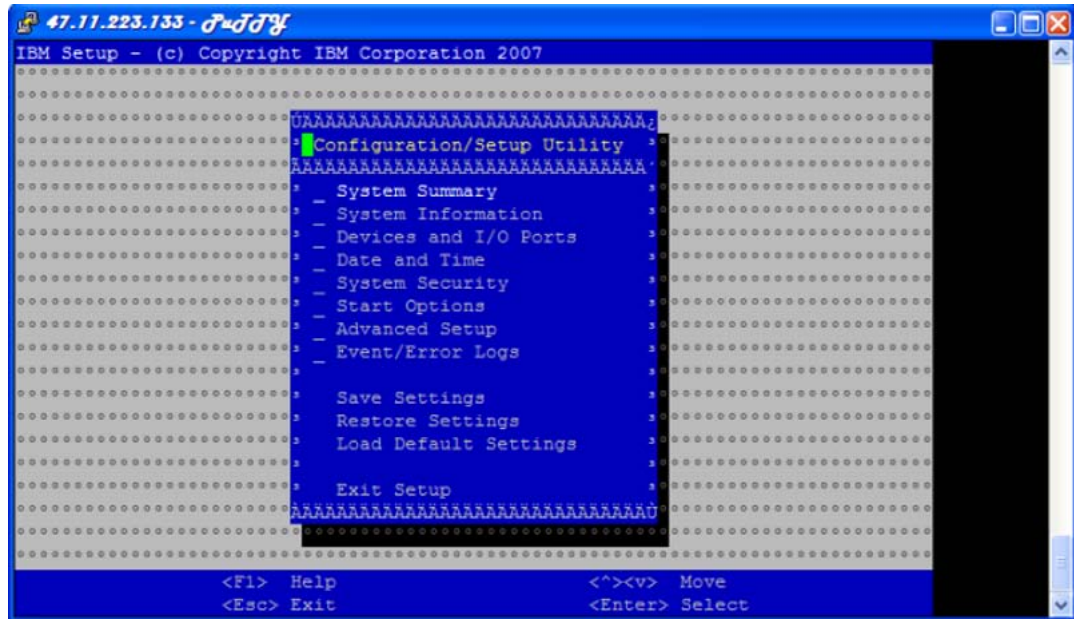 47.11.223.133 - PuTTY
IBM Setup - (c) Copyright IBM Corporation 2007
Configuration/Setup Utility
System Summary
System Information
Devices and I/O Ports
Date and Time
System Security
Start Options
Advanced Setup
Event/Error Logs
Save Settings
Restore Settings
Load Default Settings
Exit Setup
<F1> Help <^><v> Move
<Esc> Exit <Enter> Select